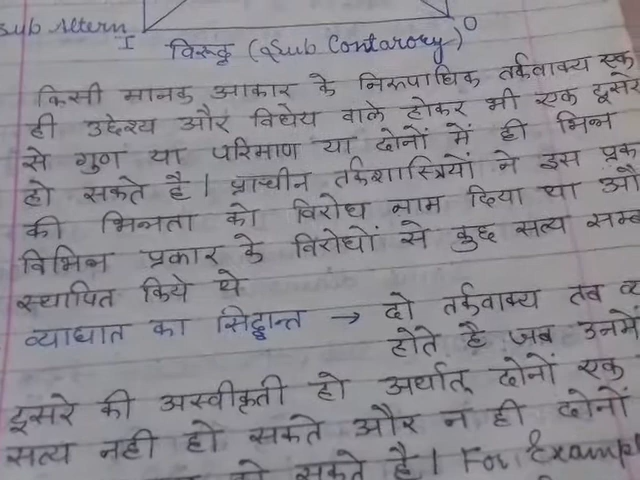 Sub Altern
I
O
विरुद्ध (Sub Contarory)
किसी मानक आकार के निरुपाधिक तर्कवाक्य एक
ही उद्देश्य और विधेय वाले होकर भी एक दूसरे
से गुण या परिमाण या दोनों में ही भिन्न
हो सकते है। प्राचीन तर्कशास्त्रियों ने इस प्रक
की भिन्नता को विरोध नाम दिया था औ
विभिन्न प्रकार के विरोधों से कुछ सत्य सम्ब
स्थापित किये थे
व्याघात का सिद्धान्त → दो तर्कवाक्य तब व्य
होते है जब उनमें
दूसरे की अस्वीकृती हो अर्थात् दोनों एक
सत्य नही हो सकते और न ही दोनों
सकते है। For Exampl